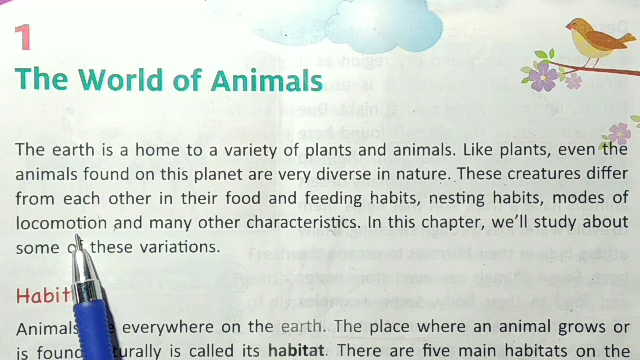 1
The World of Animals
The earth is a home to a variety of plants and animals. Like plants, even the
animals found on this planet are very diverse in nature. These creatures differ
from each other in their food and feeding habits, nesting habits, modes of
locomotion and many other characteristics. In this chapter, we'll study about
some of these variations.
Animals everywhere on the earth. The place where an animal grows or
is found naturally is called its habitat. There are five main habitats on the